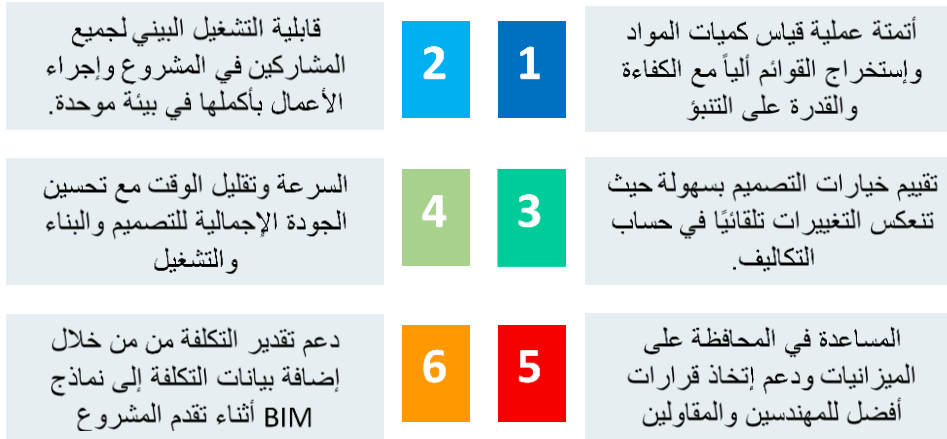 1
أتمتة عملية قياس كميات المواد
وإستخراج القوائم ألياً مع الكفاءة
والقدرة على التنبؤ
2
قابلية التشغيل البيني لجميع
المشاركين في المشروع وإجراء
الأعمال بأكملها في بيئة موحدة.
3
تقييم خيارات التصميم بسهولة حيث
تنعكس التغييرات تلقائيًا في حساب
التكاليف.
4
السرعة وتقليل الوقت مع تحسين
الجودة الإجمالية للتصميم والبناء
والتشغيل
5
المساعدة في المحافظة على
الميزانيات ودعم إتخاذ قرارات
أفضل للمهندسين والمقاولين
6
دعم تقدير التكلفة من من خلال
إضافة بيانات التكلفة إلى نماذج
BIM أثناء تقدم المشروع